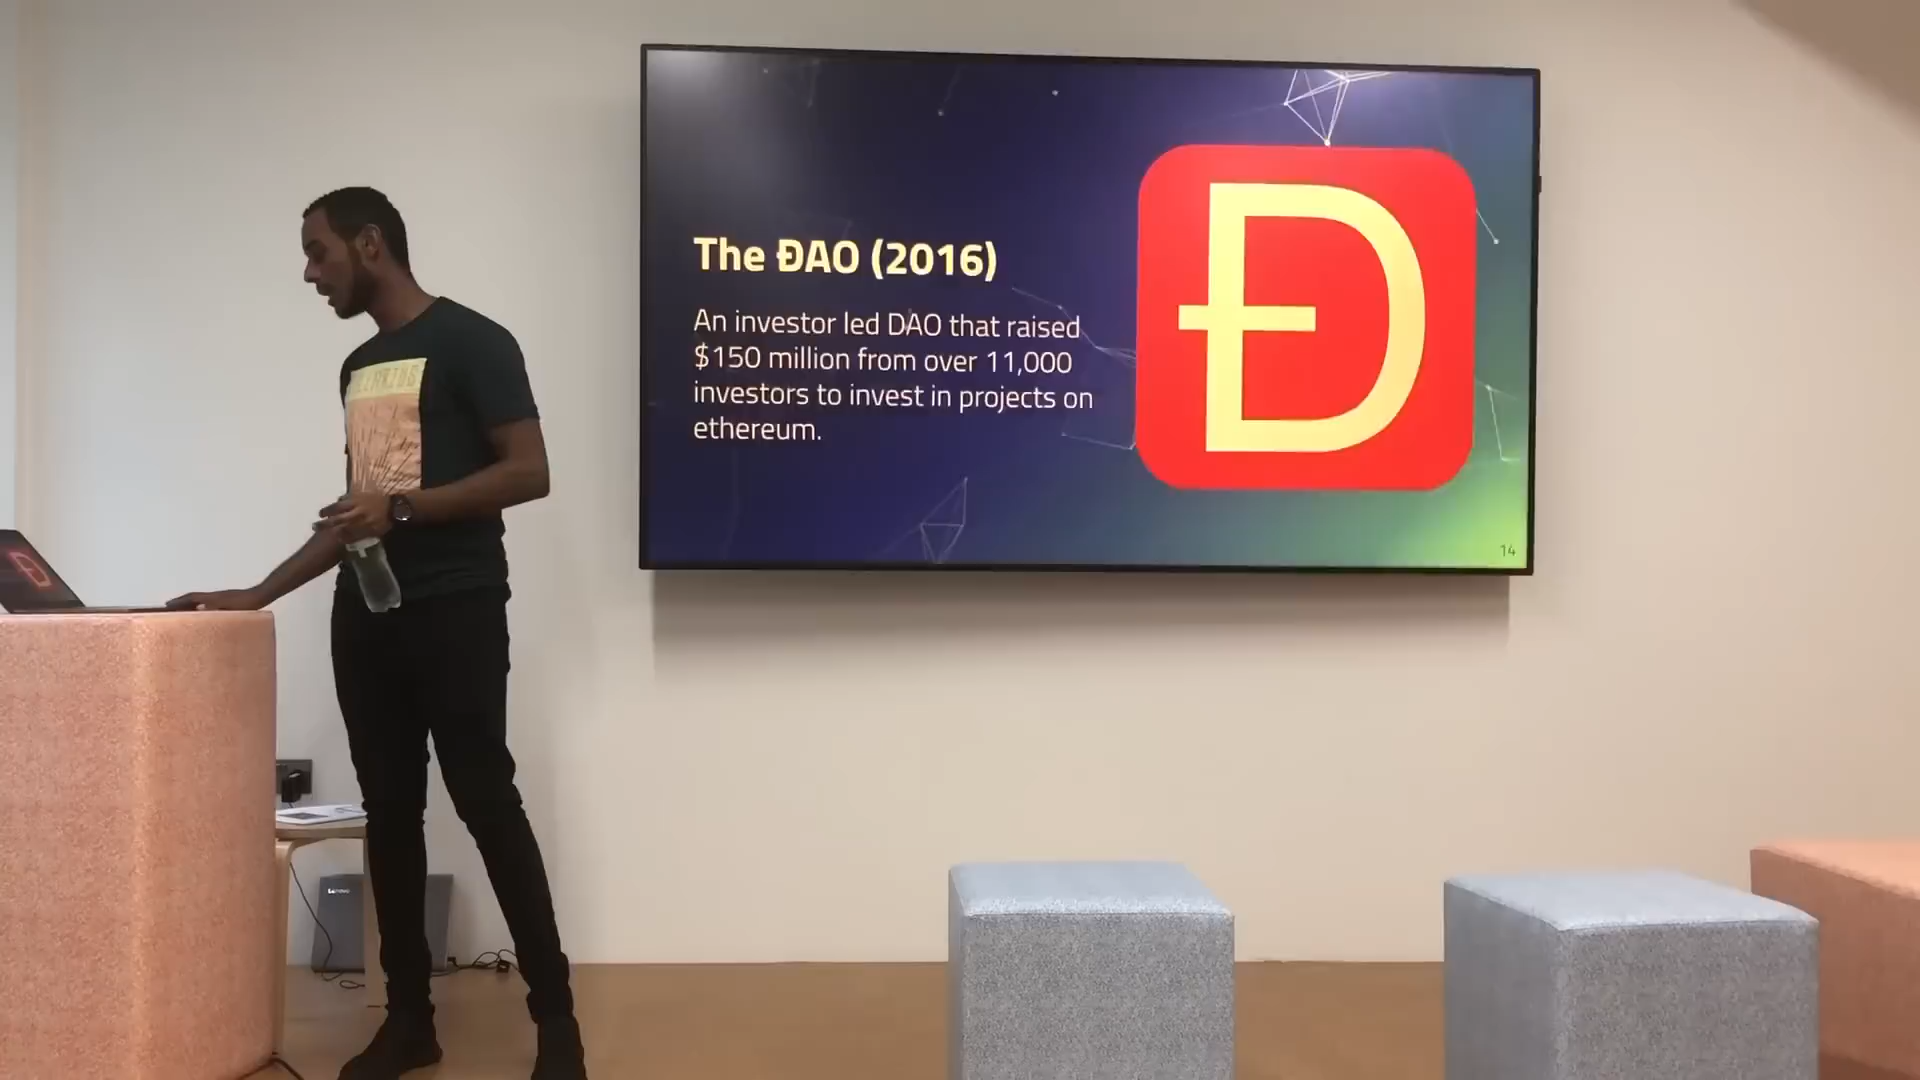 The ĐAO (2016)
An investor led DAO that raised
$150 million from over 11,000
investors to invest in projects on
ethereum.
Đ
14
Đ
Lenovo